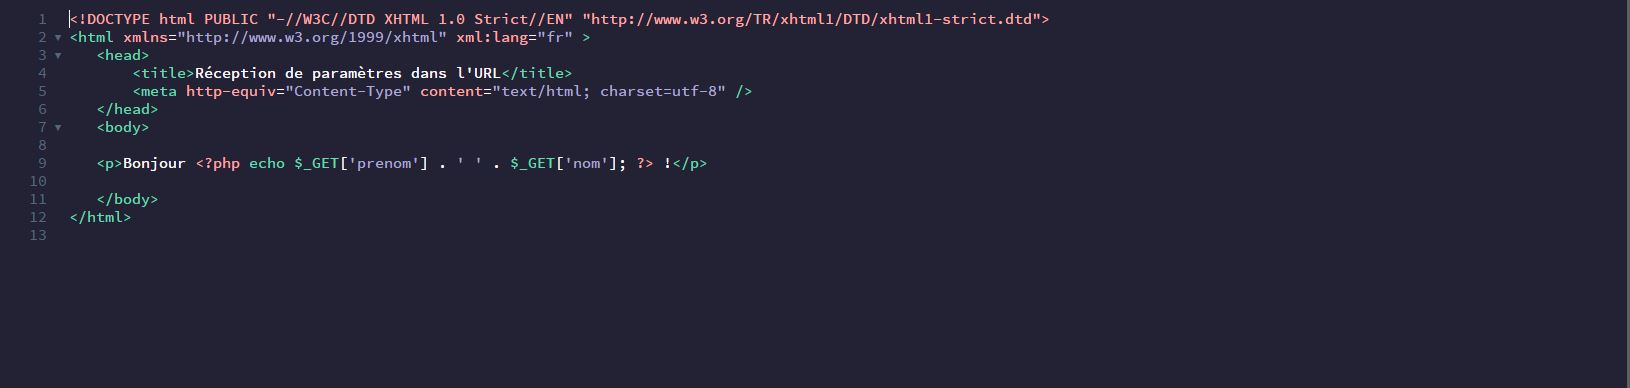 1 <!DOCTYPE html PUBLIC "-//W3C//DTD XHTML 1.0 Strict//EN" "http://www.w3.org/TR/xhtml1/DTD/xhtml1-strict.dtd">
2 <html xmlns="http://www.w3.org/1999/xhtml" xml:lang="fr" >
3 <head>
4 <title>Réception de paramètres dans l'URL</title>
5 <meta http-equiv="Content-Type" content="text/html; charset=utf-8" />
6 </head>
7 <body>
8
9 <p>Bonjour <?php echo $_GET['prenom'] . ' ' . $_GET['nom']; ?> !</p>
10
11 </body>
12 </html>
13